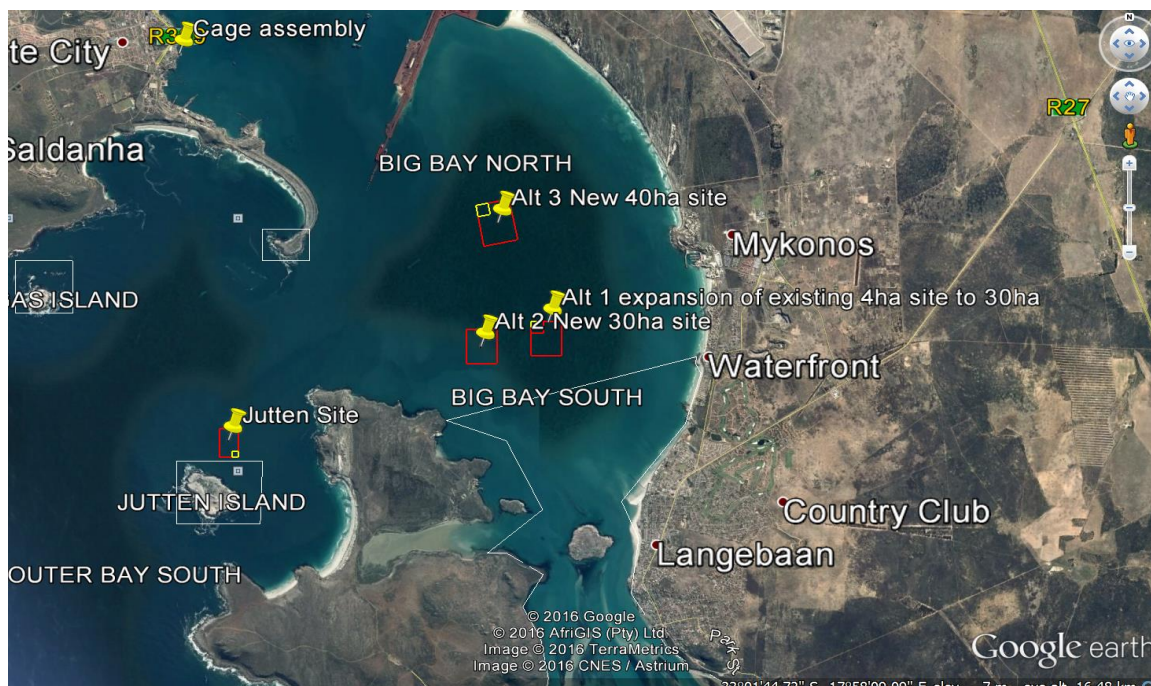 Cage assembly
te City
N
R27
Saldanha
BIG BAY NORTH
Alt 3 New 40ha site
Mykonos
GAS ISLAND
Alt 1 expansion of existing 4ha site to 30ha
Alt 2 New 30ha site
Waterfront
BIG BAY SOUTH
Jutten Site
JUTTEN ISLAND
Country Club
Langebaan
OUTER BAY SOUTH
© 2016 Google
© 2016 AfriGIS (Pty) Ltd.
Image © 2016 TerraMetrics
Image © 2016 CNES / Astrium
Park St
Google earth